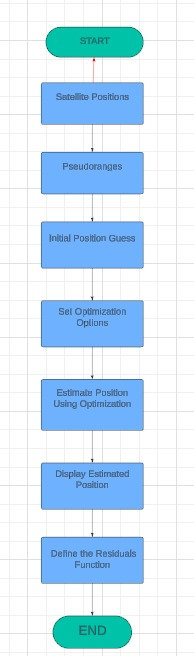 START
Satellite Positions
Pseudoranges
Initial Position Guess
Set Optimization
Options
Estimate Position
Using Optimization
Display Estimated
Position
Define the Residuals
Function
END